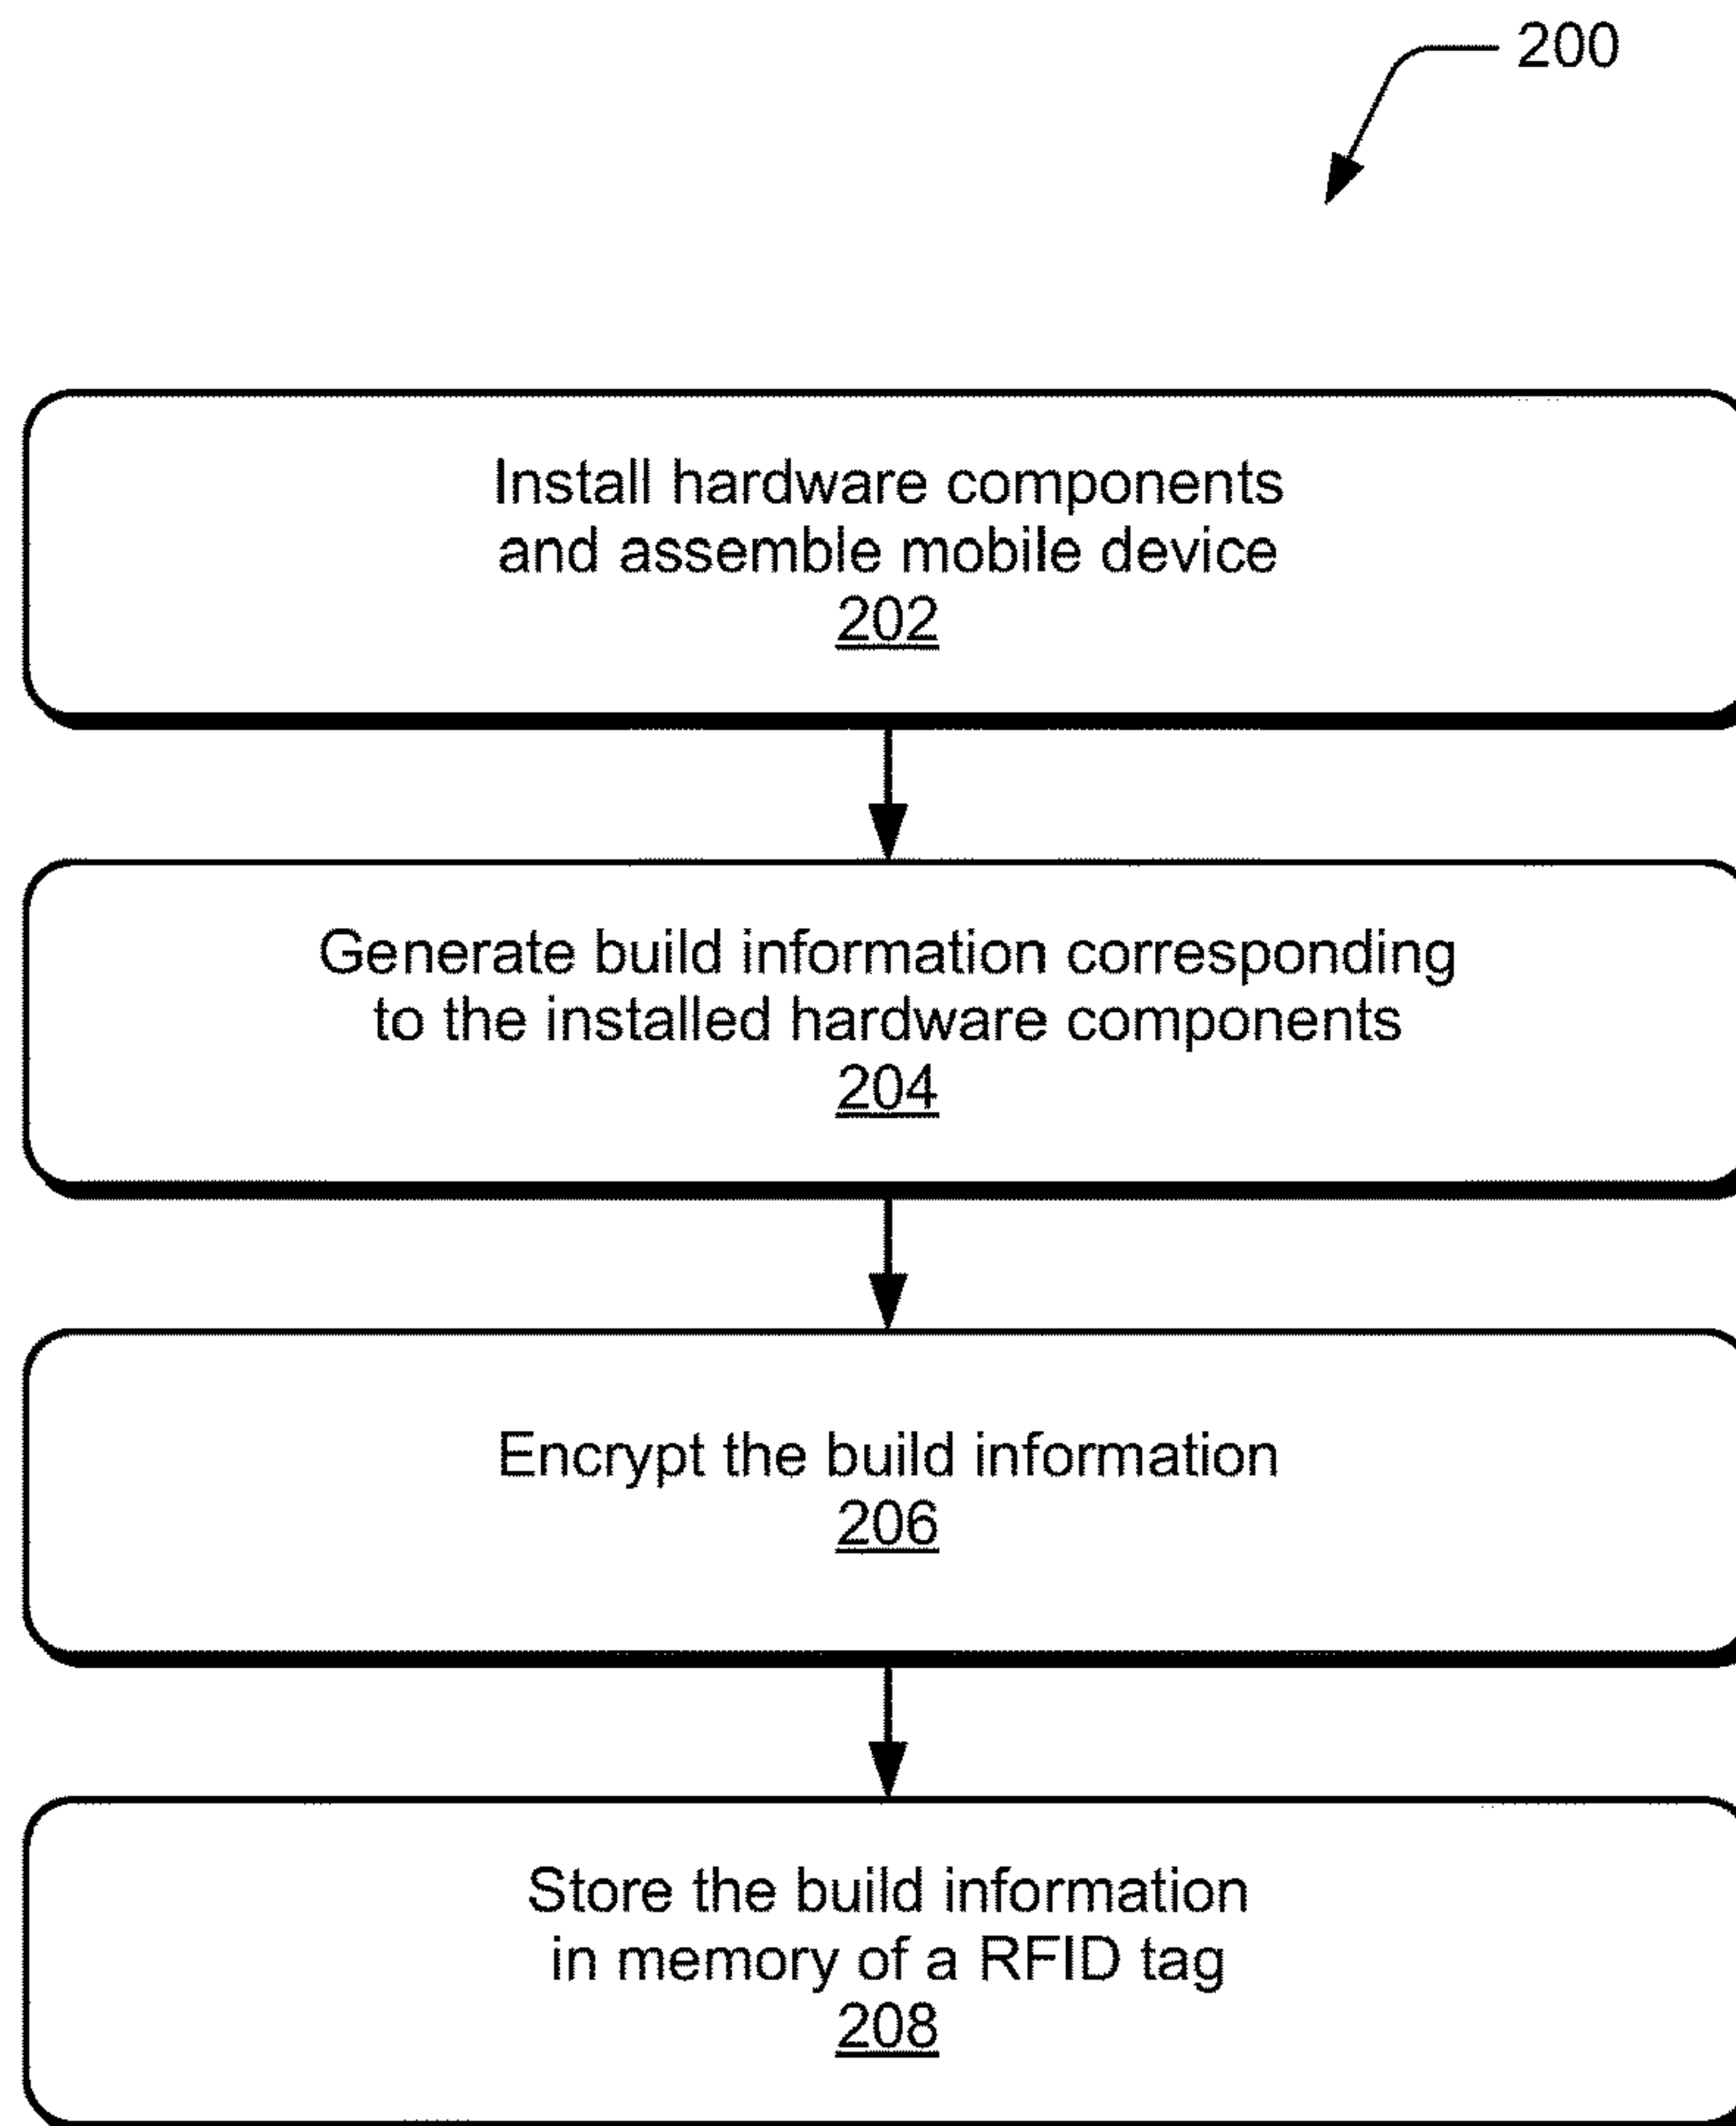 200
Install hardware components
and assemble mobile device
202
Generate build information corresponding
to the installed hardware components
204
Encrypt the build information
206
Store the build information
in memory of a RFID tag
208